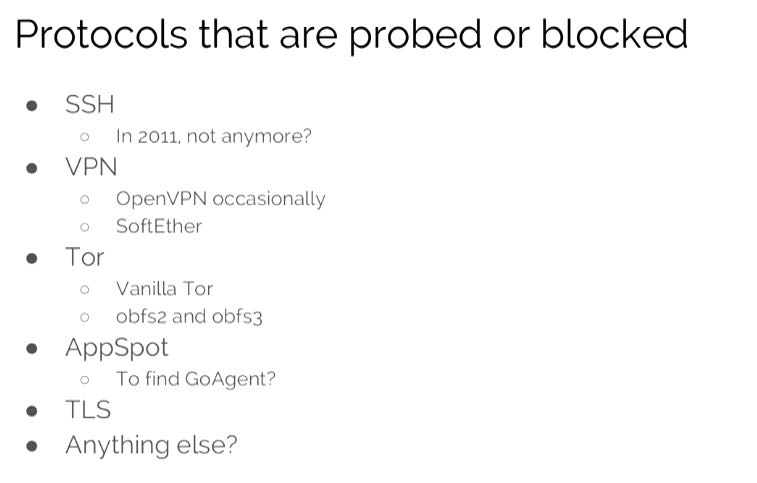 Protocols that are probed or blocked
● SSH
○ In 2011, not anymore?
● VPN
○ OpenVPN occasionally
○ SoftEther
● Tor
○ Vanilla Tor
○ obfs2 and obfs3
● AppSpot
○ To find GoAgent?
● TLS
● Anything else?